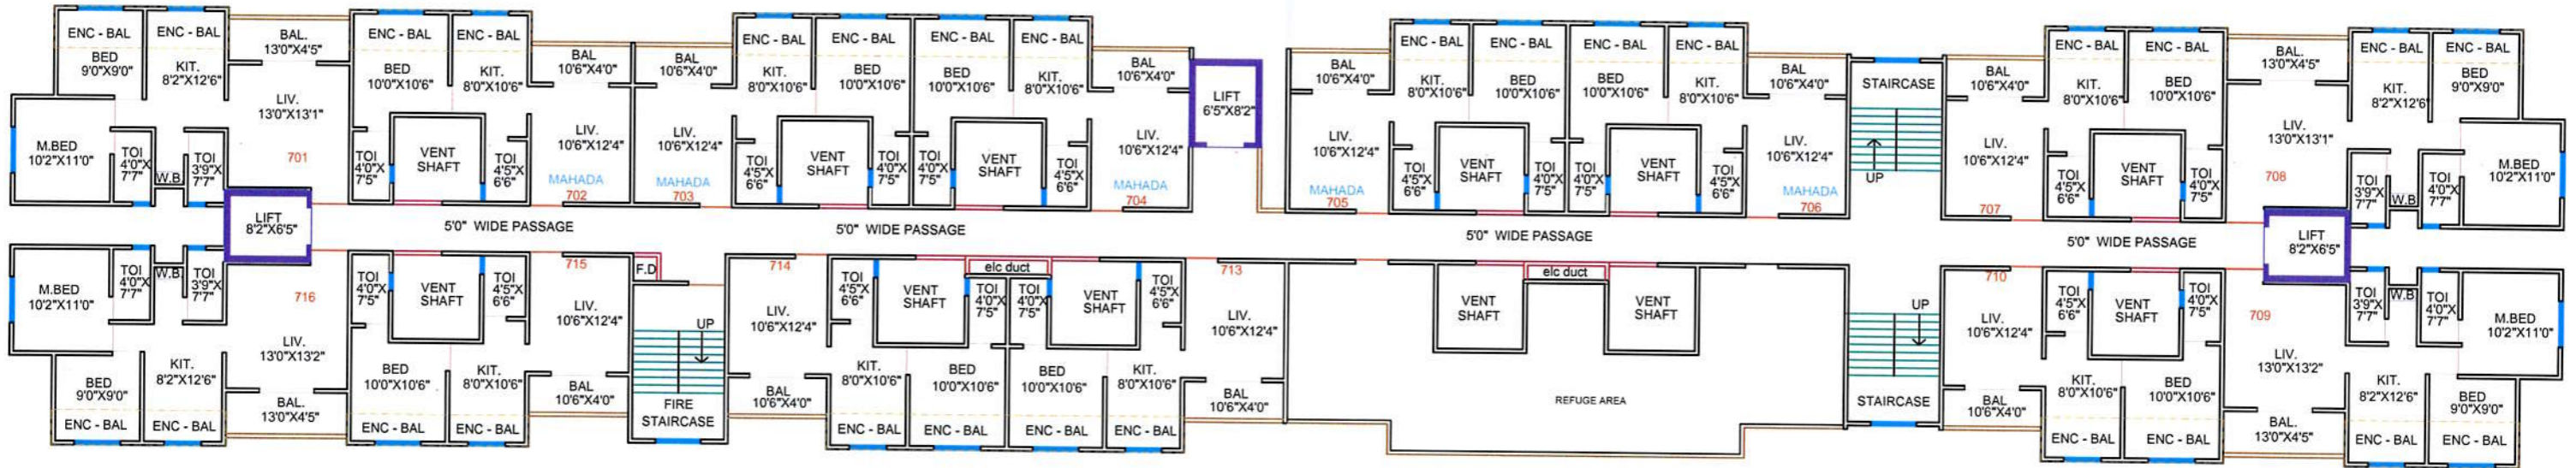 ENC - BAL
BED
9'0"X9'0"
ENC - BAL
KIT.
8'2"X12'6"
BAL.
13'0"X4'5"
LIV.
13'0"X13'1"
701
M.BED
10'2"X11'0"
TOI
4'0"X
7'7"
W.B.
TOI
3'9"X
7'7"
LIFT
8'2"X6'5"
ENC - BAL
BED
10'0"X10'6"
ENC - BAL
KIT.
8'0"X10'6"
TOI
4'0"X
7'5"
VENT
SHAFT
TOI
4'5"X
6'6"
BAL
10'6"X4'0"
LIV.
10'6"X12'4"
MAHADA
702
BAL
10'6"X4'0"
LIV.
10'6"X12'4"
MAHADA
703
ENC - BAL
KIT.
8'0"X10'6"
ENC - BAL
BED
10'0"X10'6"
TOI
4'5"X
6'6"
VENT
SHAFT
TOI
4'0"X
7'5"
ENC - BAL
BED
10'0"X10'6"
ENC - BAL
KIT.
8'0"X10'6"
TOI
4'0"X
7'5"
VENT
SHAFT
TOI
4'5"X
6'6"
BAL
10'6"X4'0"
LIV.
10'6"X12'4"
MAHADA
704
LIFT
6'5"X8'2"
BAL
10'6"X4'0"
LIV.
10'6"X12'4"
MAHADA
705
ENC - BAL
KIT.
8'0"X10'6"
ENC - BAL
BED
10'0"X10'6"
TOI
4'5"X
6'6"
VENT
SHAFT
TOI
4'0"X
7'5"
ENC - BAL
BED
10'0"X10'6"
ENC - BAL
KIT.
8'0"X10'6"
TOI
4'0"X
7'5"
VENT
SHAFT
TOI
4'5"X
6'6"
BAL
10'6"X4'0"
LIV.
10'6"X12'4"
MAHADA
706
STAIRCASE
UP
BAL
10'6"X4'0"
LIV.
10'6"X12'4"
707
ENC - BAL
KIT.
8'0"X10'6"
ENC - BAL
BED
10'0"X10'6"
TOI
4'5"X
6'6"
VENT
SHAFT
TOI
4'0"X
7'5"
BAL.
13'0"X4'5"
LIV.
13'0"X13'1"
708
ENC - BAL
KIT.
8'2"X12'6"
ENC - BAL
BED
9'0"X9'0"
TOI
3'9"X
7'7"
W.B.
TOI
4'0"X
7'7"
M.BED
10'2"X11'0"
LIFT
8'2"X6'5"
5'0" WIDE PASSAGE
5'0" WIDE PASSAGE
5'0" WIDE PASSAGE
5'0" WIDE PASSAGE
M.BED
10'2"X11'0"
TOI
4'0"X
7'7"
W.B.
TOI
3'9"X
7'7"
716
LIV.
13'0"X13'2"
BED
9'0"X9'0"
ENC - BAL
KIT.
8'2"X12'6"
ENC - BAL
BAL.
13'0"X4'5"
TOI
4'0"X
7'5"
VENT
SHAFT
TOI
4'5"X
6'6"
BED
10'0"X10'6"
ENC - BAL
KIT.
8'0"X10'6"
ENC - BAL
715
LIV.
10'6"X12'4"
BAL
10'6"X4'0"
F.D
UP
FIRE
STAIRCASE
714
LIV.
10'6"X12'4"
BAL
10'6"X4'0"
TOI
4'5"X
6'6"
VENT
SHAFT
elc duct
TOI
4'0"X
7'5"
TOI
4'0"X
7'5"
VENT
SHAFT
TOI
4'5"X
6'6"
KIT.
8'0"X10'6"
ENC - BAL
BED
10'0"X10'6"
ENC - BAL
BED
10'0"X10'6"
ENC - BAL
KIT.
8'0"X10'6"
ENC - BAL
713
LIV.
10'6"X12'4"
BAL
10'6"X4'0"
VENT
SHAFT
elc duct
VENT
SHAFT
REFUGE AREA
UP
STAIRCASE
710
LIV.
10'6"X12'4"
BAL
10'6"X4'0"
TOI
4'5"X
6'6"
VENT
SHAFT
TOI
4'0"X
7'5"
KIT.
8'0"X10'6"
ENC - BAL
BED
10'0"X10'6"
ENC - BAL
709
LIV.
13'0"X13'2"
BAL.
13'0"X4'5"
TOI
3'9"X
7'7"
W.B.
TOI
4'0"X
7'7"
M.BED
10'2"X11'0"
KIT.
8'2"X12'6"
ENC - BAL
BED
9'0"X9'0"
ENC - BAL